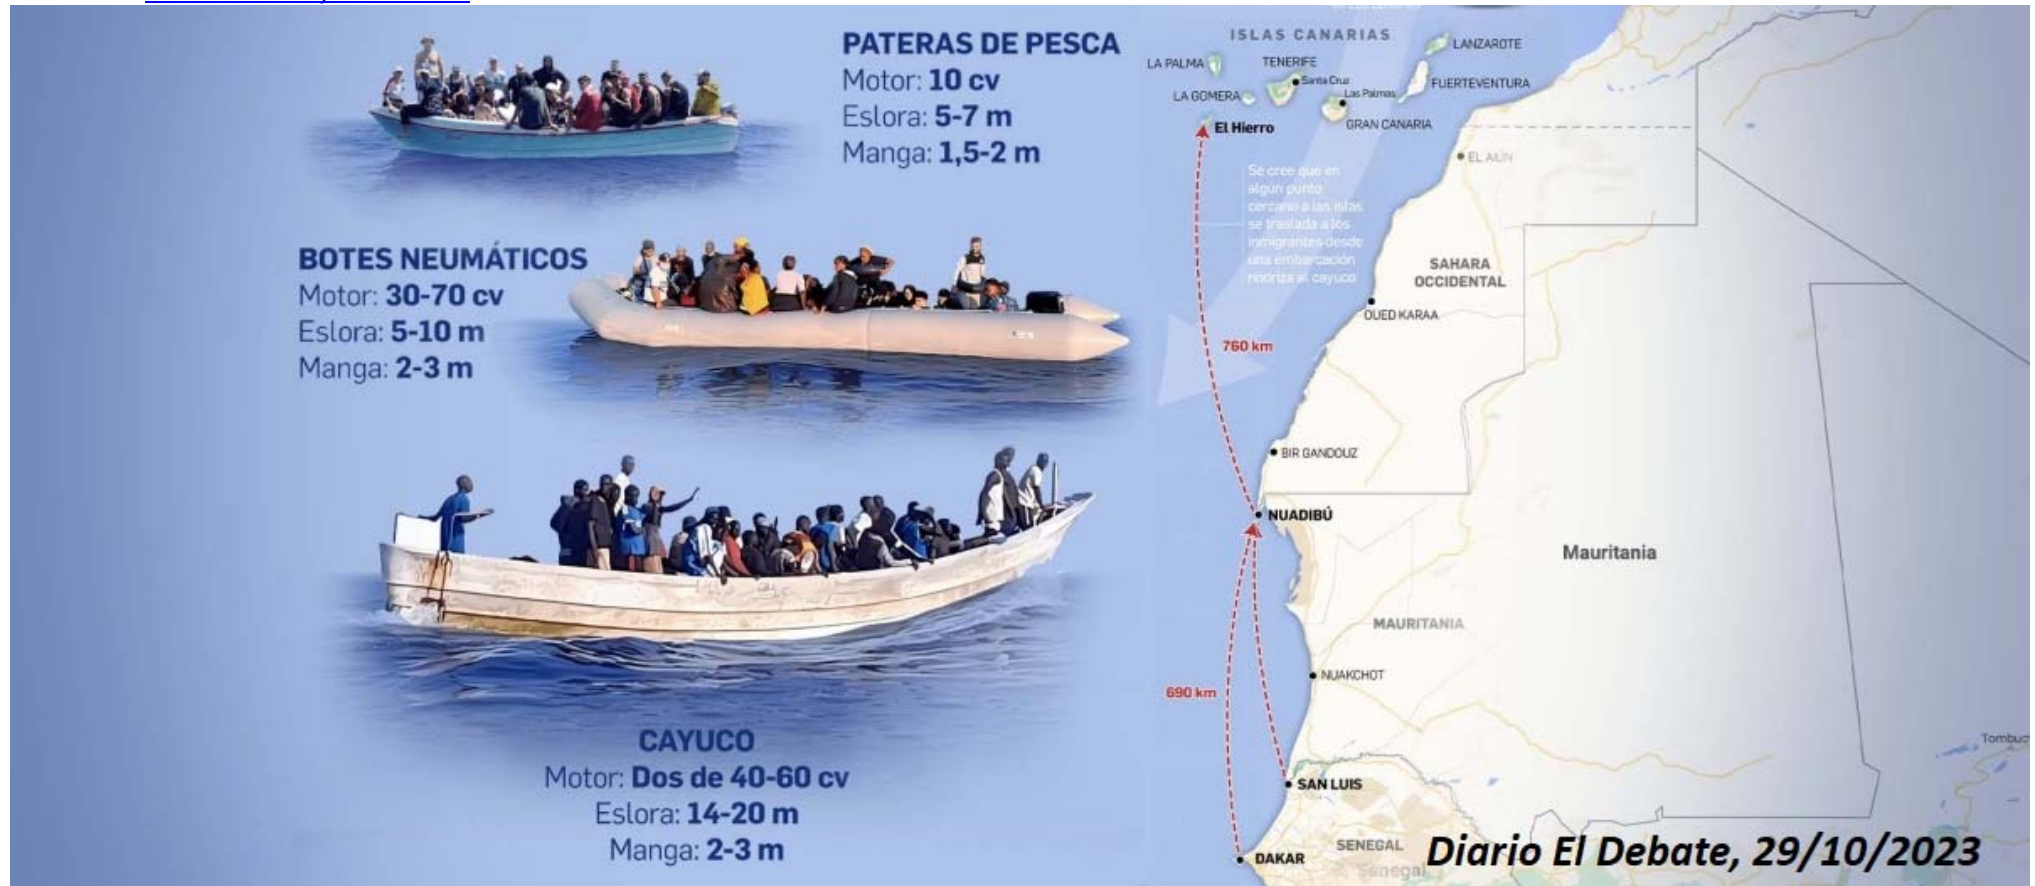 PATERAS DE PESCA
Motor: 10 cv
Eslora: 5-7 m
Manga: 1,5-2 m
BOTES NEUMÁTICOS
Motor: 30-70 cv
Eslora: 5-10 m
Manga: 2-3 m
CAYUCO
Motor: Dos de 40-60 cv
Eslora: 14-20 m
Manga: 2-3 m
ISLAS CANARIAS
LANZAROTE
LA PALMA
TENERIFE
Santa Cruz
FUERTEVENTURA
LA GOMERA
Las Palmas
El Hierro
GRAN CANARIA
EL AIÚN
Se cree que en
algún punto
cercano a las islas
se traslada a los
inmigrantes desde
una embarcación
nodriza al cayuco
SAHARA
OCCIDENTAL
OUED KARAA
760 km
BIR GANDOUZ
NUADIBÚ
Mauritania
MAURITANIA
NUAKCHOT
690 km
Tombuc
SAN LUIS
SENEGAL
Senegal
DAKAR
Diario El Debate, 29/10/2023